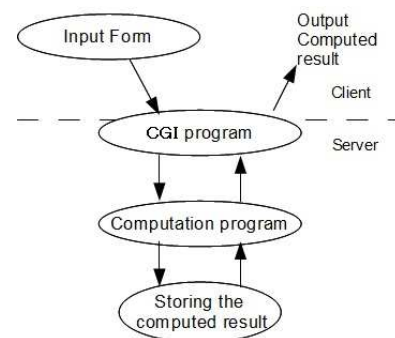 Input Form
Output
Computed
result
Client
CGI program
Server
Computation program
Storing the
computed result